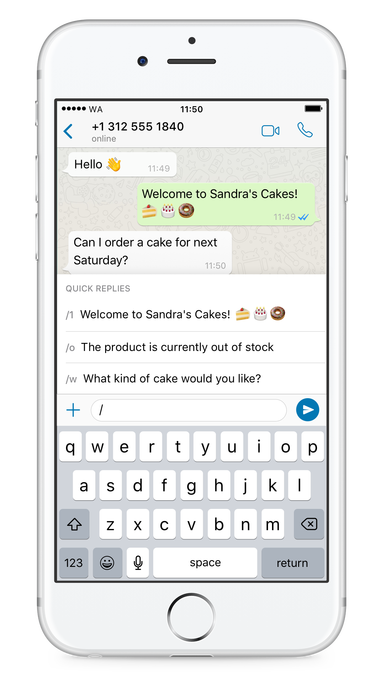 WA 11:50
+1 312 555 1840
online
Hello 👋 11:49
Welcome to Sandra's Cakes!
🍰 🎂 🍩 11:49
Can I order a cake for next
Saturday? 11:50
QUICK REPLIES
/1 Welcome to Sandra's Cakes! 🍰 🎂 🍩
/o The product is currently out of stock
/w What kind of cake would you like?
/
q w e r t y u i o p
a s d f g h j k l
z x c v b n m
123 space return